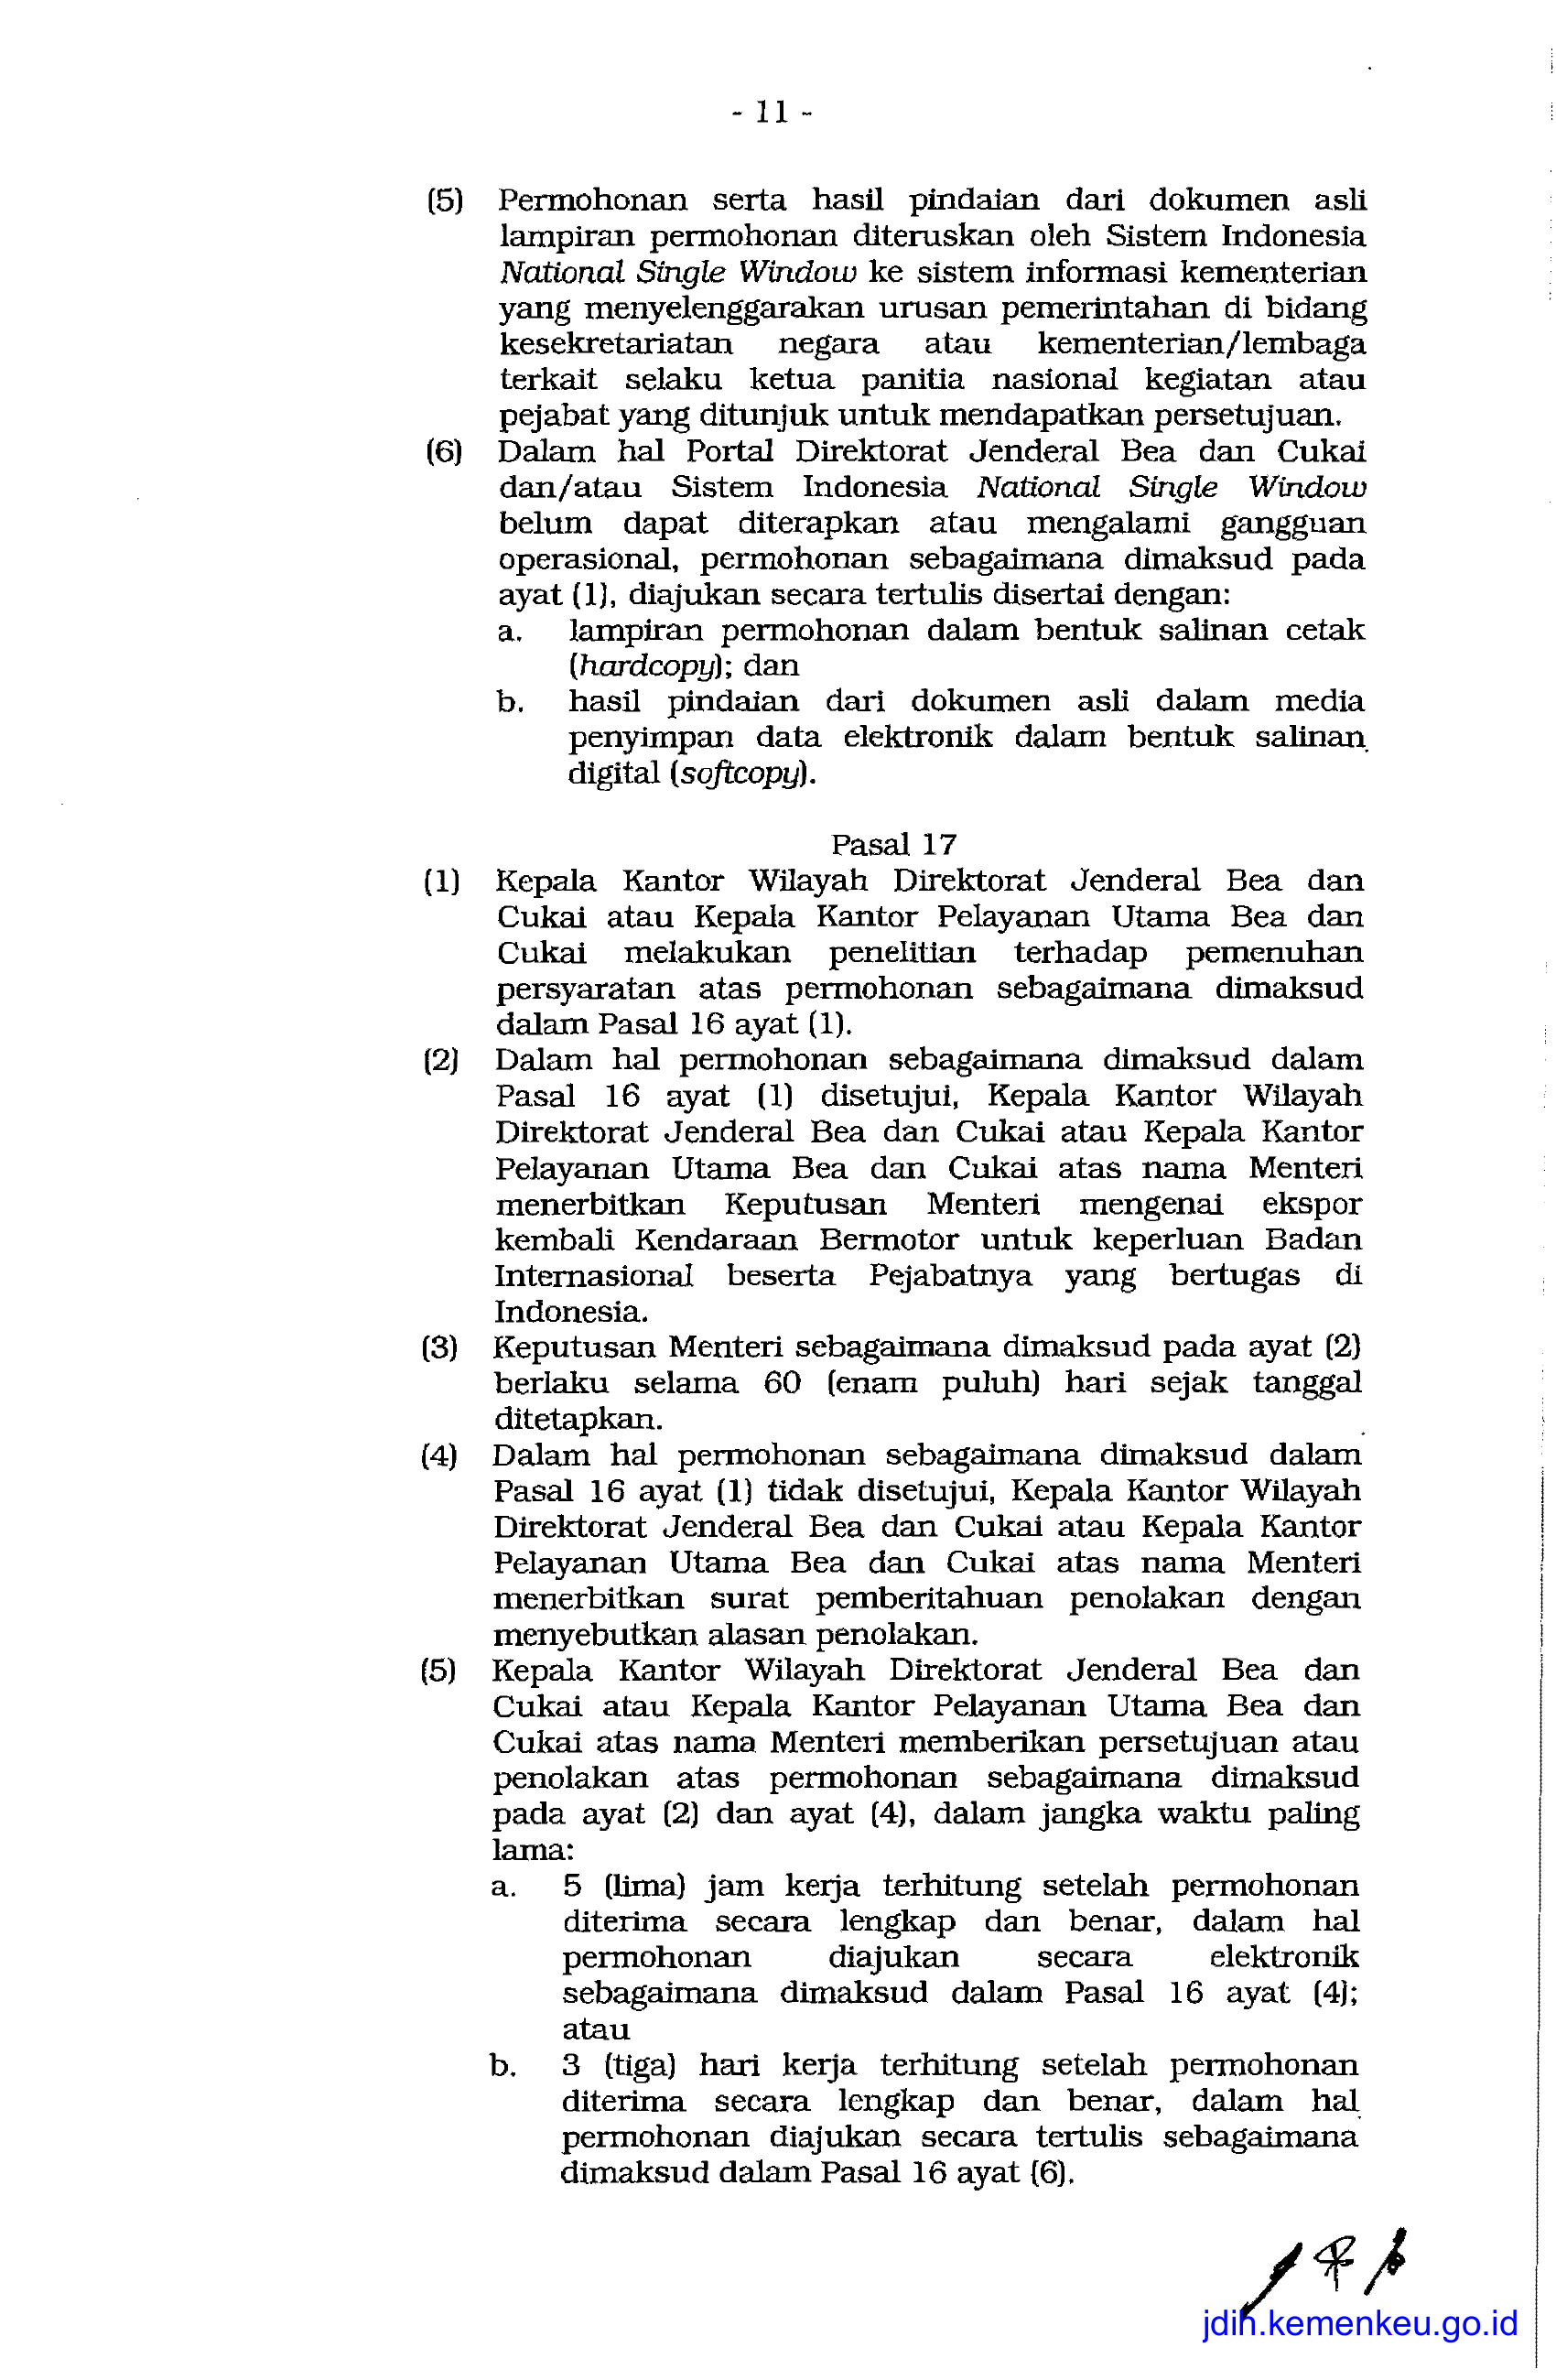 - 11 -
(5) Permohonan serta hasil pindaian dari dokumen asli
lampiran permohonan diteruskan oleh Sistem Indonesia
National Single Window ke sistem informasi kementerian
yang menyelenggarakan urusan pemerintahan di bidang
kesekretariatan negara atau kementerian/lembaga
terkait selaku ketua panitia nasional kegiatan atau
pejabat yang ditunjuk untuk mendapatkan persetujuan.
(6) Dalam hal Portal Direktorat Jenderal Bea dan Cukai
dan/atau Sistem Indonesia National Single Window
belum dapat diterapkan atau mengalami gangguan
operasional, permohonan sebagaimana dimaksud pada
ayat (1), diajukan secara tertulis disertai dengan:
a. lampiran permohonan dalam bentuk salinan cetak
(hardcopy); dan
b. hasil pindaian dari dokumen asli dalam media
penyimpan data elektronik dalam bentuk salinan
digital (softcopy).
Pasal 17
(1) Kepala Kantor Wilayah Direktorat Jenderal Bea dan
Cukai atau Kepala Kantor Pelayanan Utama Bea dan
Cukai melakukan penelitian terhadap pemenuhan
persyaratan atas permohonan sebagaimana dimaksud
dalam Pasal 16 ayat (1).
(2) Dalam hal permohonan sebagaimana dimaksud dalam
Pasal 16 ayat (1) disetujui, Kepala Kantor Wilayah
Direktorat Jenderal Bea dan Cukai atau Kepala Kantor
Pelayanan Utama Bea dan Cukai atas nama Menteri
menerbitkan Keputusan Menteri mengenai ekspor
kembali Kendaraan Bermotor untuk keperluan Badan
Internasional beserta Pejabatnya yang bertugas di
Indonesia.
(3) Keputusan Menteri sebagaimana dimaksud pada ayat (2)
berlaku selama 60 (enam puluh) hari sejak tanggal
ditetapkan.
(4) Dalam hal permohonan sebagaimana dimaksud dalam
Pasal 16 ayat (1) tidak disetujui, Kepala Kantor Wilayah
Direktorat Jenderal Bea dan Cukai atau Kepala Kantor
Pelayanan Utama Bea dan Cukai atas nama Menteri
menerbitkan surat pemberitahuan penolakan dengan
menyebutkan alasan penolakan.
(5) Kepala Kantor Wilayah Direktorat Jenderal Bea dan
Cukai atau Kepala Kantor Pelayanan Utama Bea dan
Cukai atas nama Menteri memberikan persetujuan atau
penolakan atas permohonan sebagaimana dimaksud
pada ayat (2) dan ayat (4), dalam jangka waktu paling
lama:
a. 5 (lima) jam kerja terhitung setelah permohonan
diterima secara lengkap dan benar, dalam hal
permohonan diajukan secara elektronik
sebagaimana dimaksud dalam Pasal 16 ayat (4);
atau
b. 3 (tiga) hari kerja terhitung setelah permohonan
diterima secara lengkap dan benar, dalam hal
permohonan diajukan secara tertulis sebagaimana
dimaksud dalam Pasal 16 ayat (6).
jdih.kemenkeu.go.id